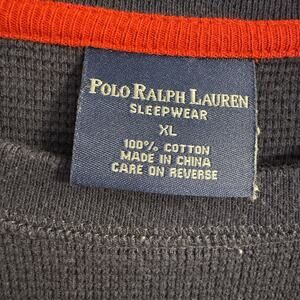 POLO RALPH LAUREN
SLEEPWEAR
XL
100% COTTON
MADE IN CHINA
CARE ON REVERSE